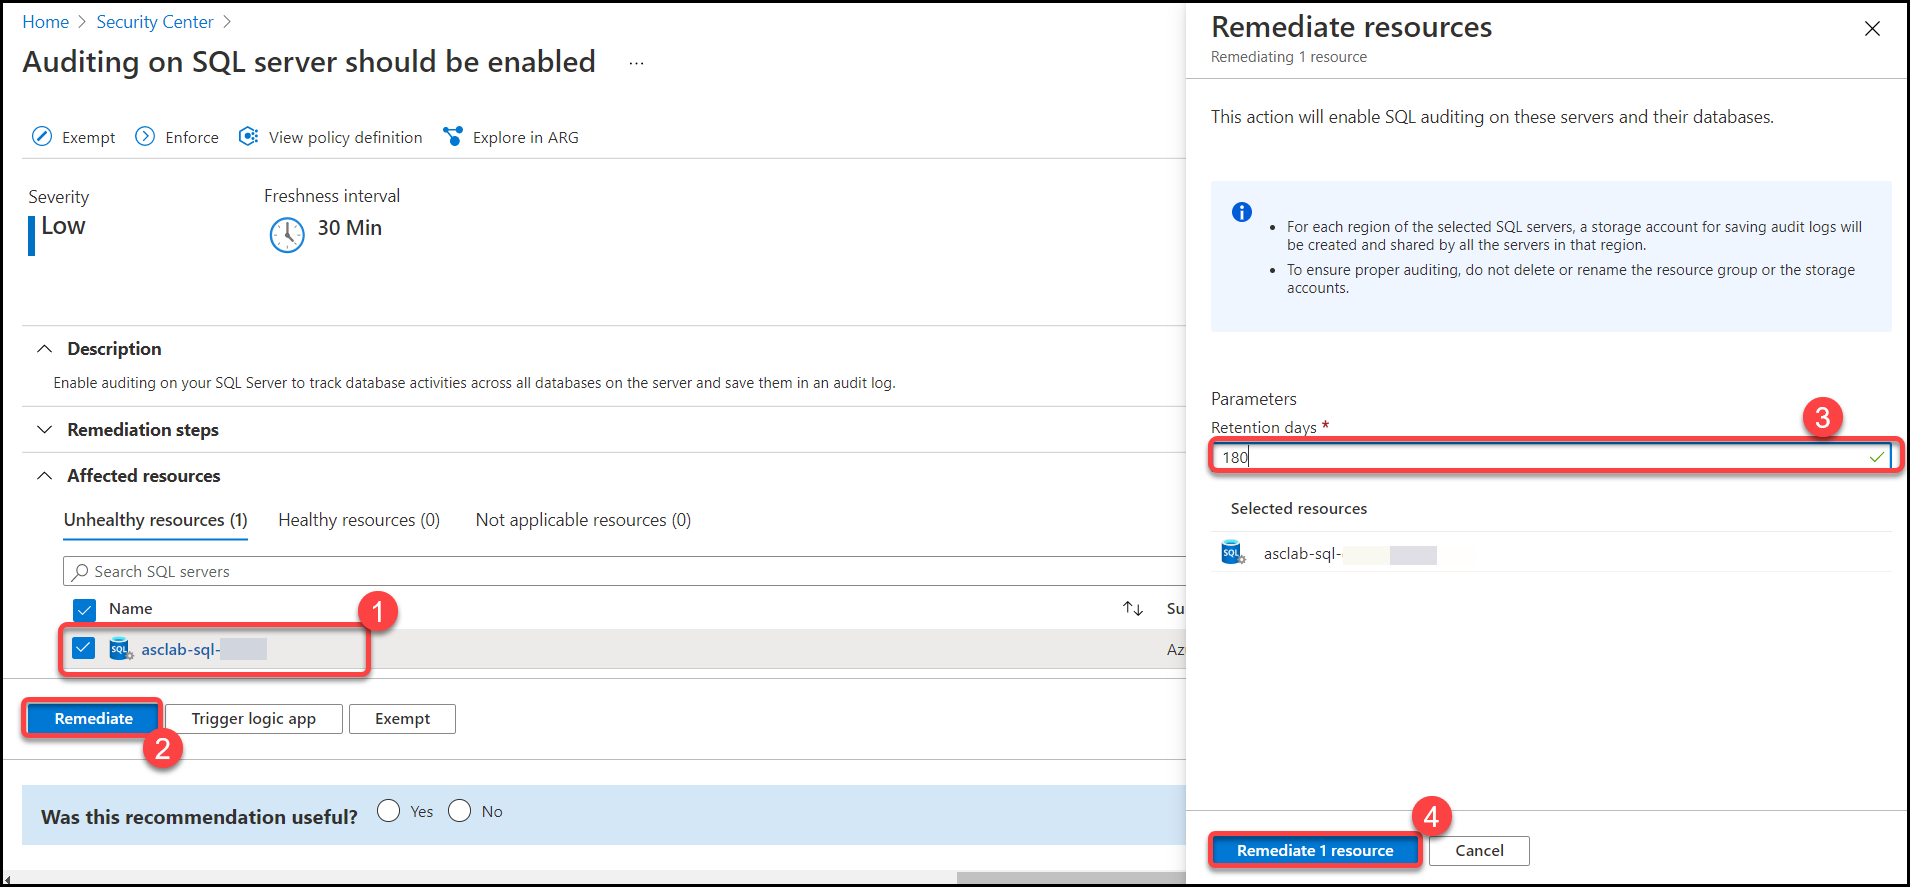 Home > Security Center >
Auditing on SQL server should be enabled ...
Exempt Enforce View policy definition Explore in ARG
Severity
Low
Freshness interval
30 Min
Description
Enable auditing on your SQL Server to track database activities across all databases on the server and save them in an audit log.
Remediation steps
Affected resources
Unhealthy resources (1) Healthy resources (0) Not applicable resources (0)
Search SQL servers
Name Su
1
SQL asclab-sql- Az
Remediate Trigger logic app Exempt
2
Was this recommendation useful? Yes No
Remediate resources
Remediating 1 resource
This action will enable SQL auditing on these servers and their databases.
• For each region of the selected SQL servers, a storage account for saving audit logs will
be created and shared by all the servers in that region.
• To ensure proper auditing, do not delete or rename the resource group or the storage
accounts.
Parameters
3
Retention days *
180
Selected resources
SQL asclab-sql-
4
Remediate 1 resource Cancel